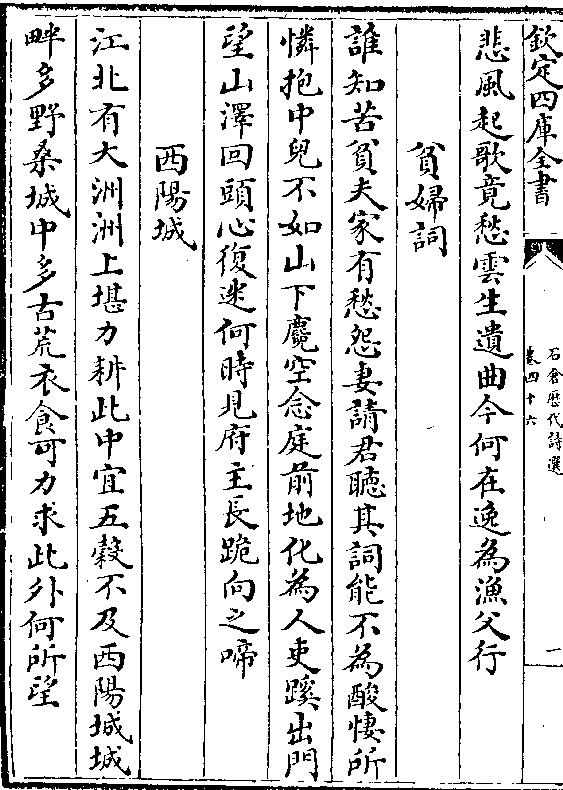 欽定四庫全書
石倉歷代詩選
卷四十六
一
悲風起歌竟愁雲生遺曲今何在逸為漁父行
貧婦詞
誰知苦貧夫家有愁怨妻請君聽其詞能不為酸悽所
憐抱中兒不如山下麑空念庭前地化為人吏蹊出門
望山澤回頭心復迷何時見府主長跪向之啼
西陽城
江北有大洲洲上堪力耕此中宜五穀不及西陽城城
畔多野桑城中多古荒衣食可力求此外何所望